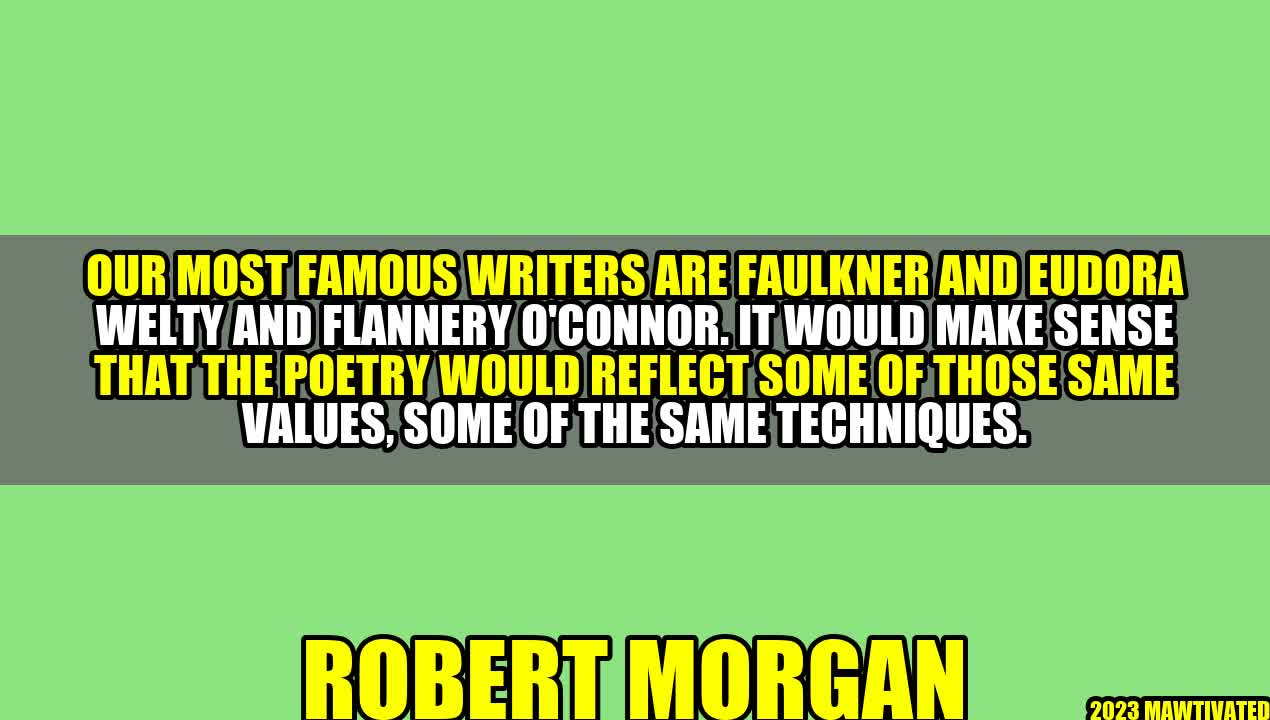 OUR MOST FAMOUS WRITERS ARE FAULKNER AND EUDORA
WELTY AND FLANNERY O'CONNOR. IT WOULD MAKE SENSE
THAT THE POETRY WOULD REFLECT SOME OF THOSE SAME
VALUES, SOME OF THE SAME TECHNIQUES.
ROBERT MORGAN
2023 MAWTIVATED